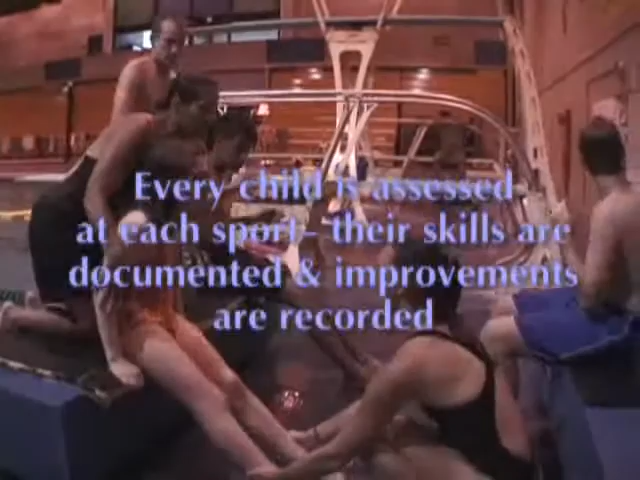 Every child is assessed
at each sport- their skills are
documented & improvements
are recorded